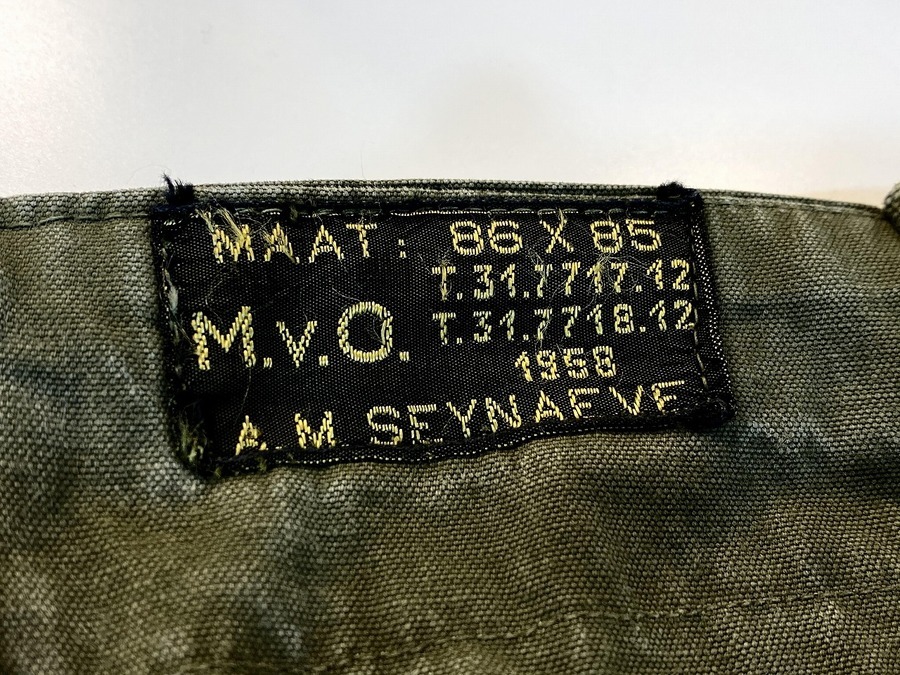 MAAT: 86 X 85
T.31.7717.12
M.v.O. T.31.7718.12
1958
A. M SEYNAEVE